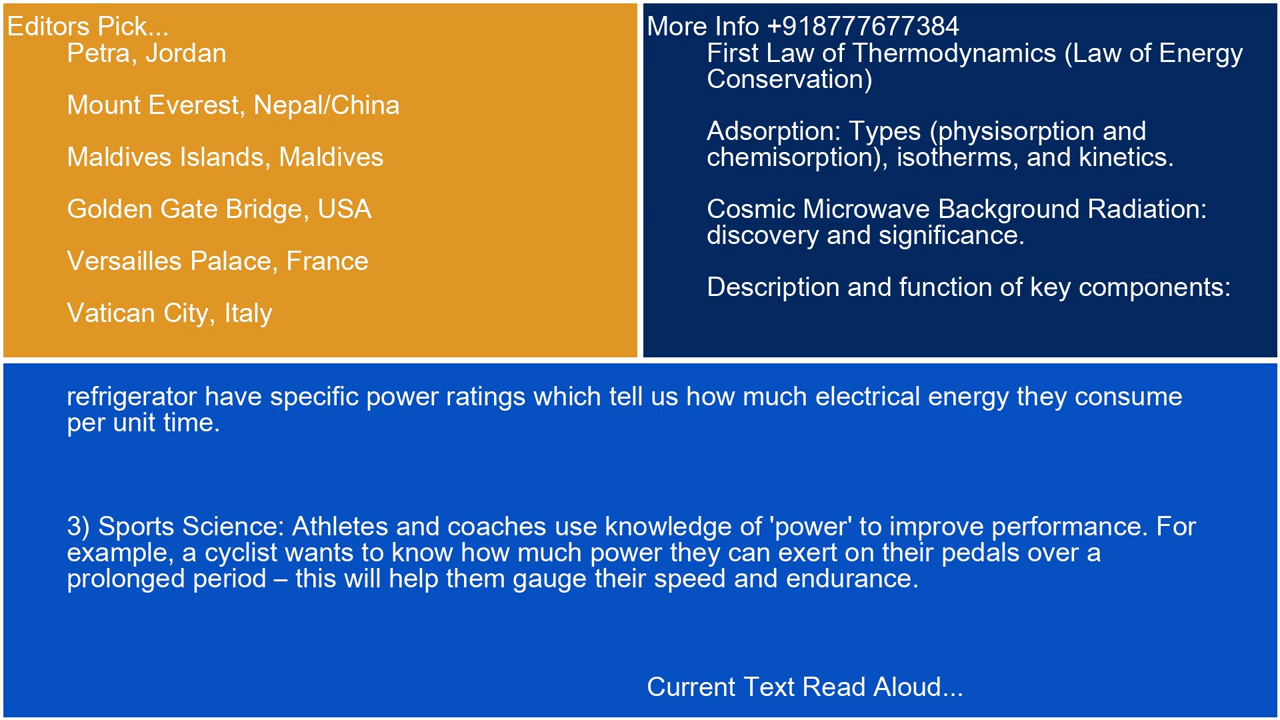 Editors Pick...
Petra, Jordan
Mount Everest, Nepal/China
Maldives Islands, Maldives
Golden Gate Bridge, USA
Versailles Palace, France
Vatican City, Italy
More Info +918777677384
First Law of Thermodynamics (Law of Energy
Conservation)
Adsorption: Types (physisorption and
chemisorption), isotherms, and kinetics.
Cosmic Microwave Background Radiation:
discovery and significance.
Description and function of key components:
refrigerator have specific power ratings which tell us how much electrical energy they consume
per unit time.
3) Sports Science: Athletes and coaches use knowledge of 'power' to improve performance. For
example, a cyclist wants to know how much power they can exert on their pedals over a
prolonged period – this will help them gauge their speed and endurance.
Current Text Read Aloud...